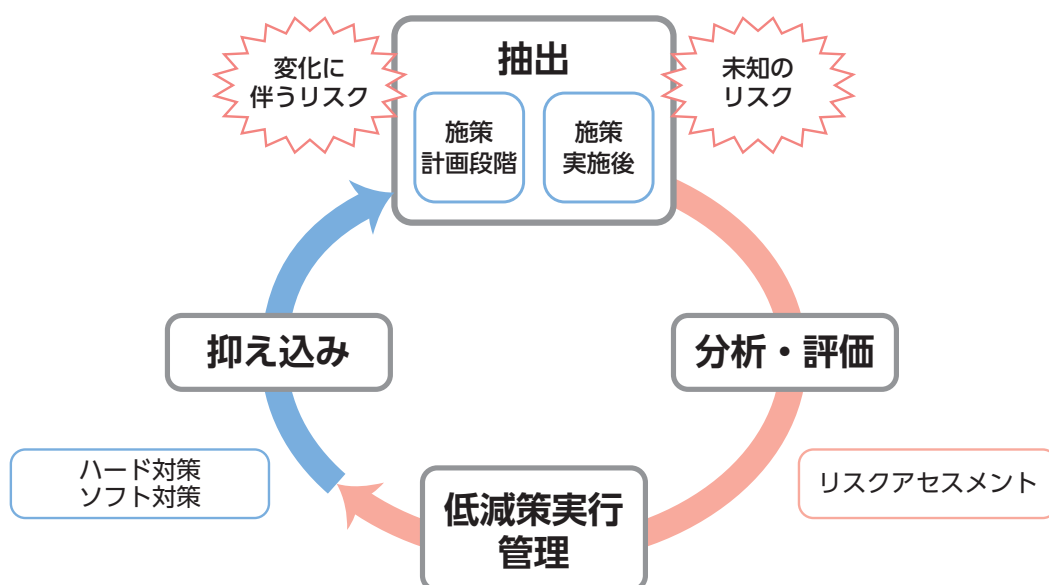 抽出
変化に
伴うリスク
未知の
リスク
施策
計画段階
施策
実施後
抑え込み
分析・評価
ハード対策
ソフト対策
リスクアセスメント
低減策実行
管理